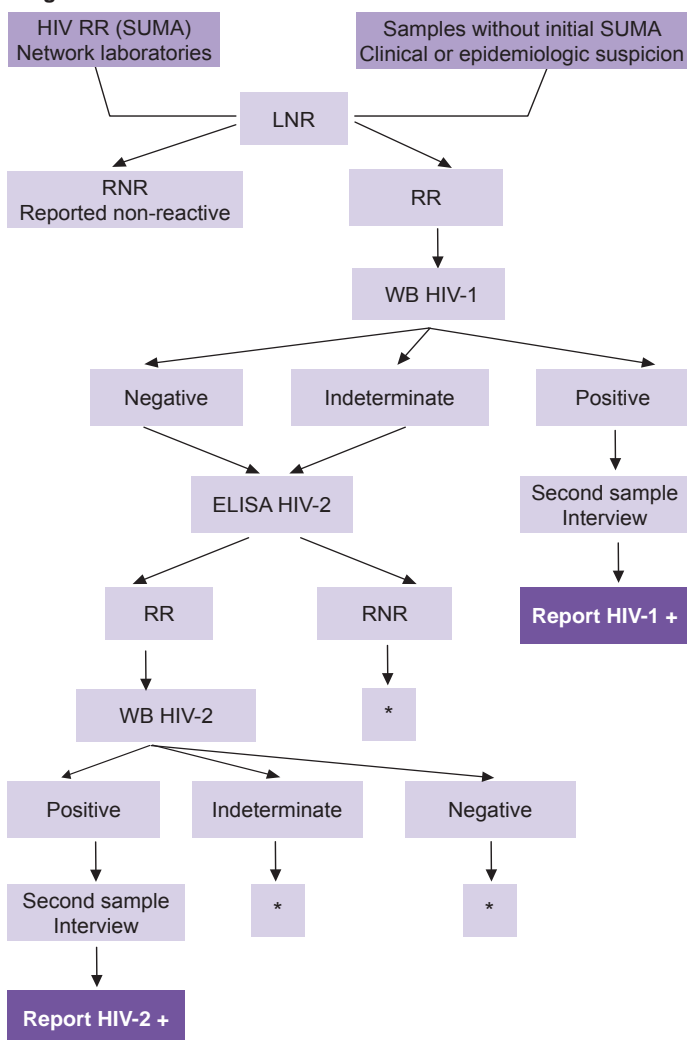 HIV RR (SUMA)
Network laboratories
Samples without initial SUMA
Clinical or epidemiologic suspicion
LNR
RNR
Reported non-reactive
RR
WB HIV-1
Negative
Indeterminate
Positive
ELISA HIV-2
Second sample
Interview
RR
RNR
Report HIV-1 +
WB HIV-2
*
Positive
Indeterminate
Negative
Second sample
Interview
*
*
Report HIV-2 +